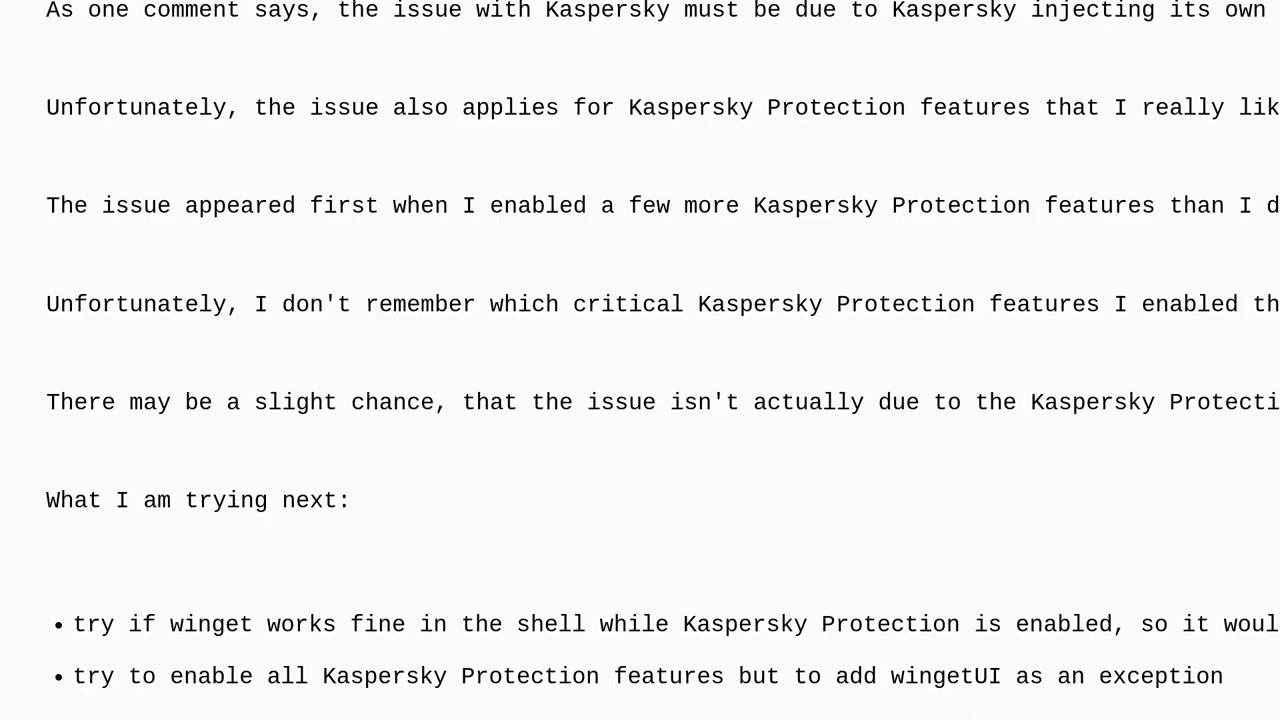 As one comment says, the issue with Kaspersky must be due to Kaspersky injecting its own
Unfortunately, the issue also applies for Kaspersky Protection features that I really lik
The issue appeared first when I enabled a few more Kaspersky Protection features than I d
Unfortunately, I don't remember which critical Kaspersky Protection features I enabled th
There may be a slight chance, that the issue isn't actually due to the Kaspersky Protecti
What I am trying next:
• try if winget works fine in the shell while Kaspersky Protection is enabled, so it woul
• try to enable all Kaspersky Protection features but to add wingetUI as an exception